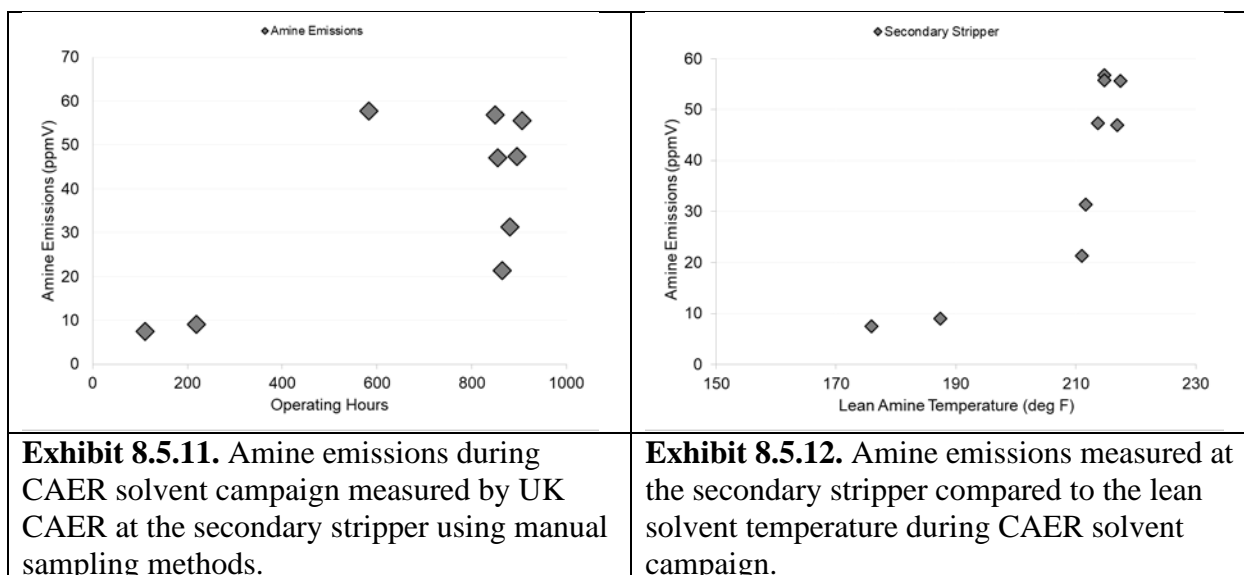 Amine Emissions
70
60
50
40
30
20
10
0
Amine Emissions (ppmV)
0 200 400 600 800 1000
Operating Hours
Exhibit 8.5.11. Amine emissions during
CAER solvent campaign measured by UK
CAER at the secondary stripper using manual
sampling methods.
Secondary Stripper
60
50
40
30
20
10
0
Amine Emissions (ppmV)
150 170 190 210 230
Lean Amine Temperature (deg F)
Exhibit 8.5.12. Amine emissions measured at
the secondary stripper compared to the lean
solvent temperature during CAER solvent
campaign.